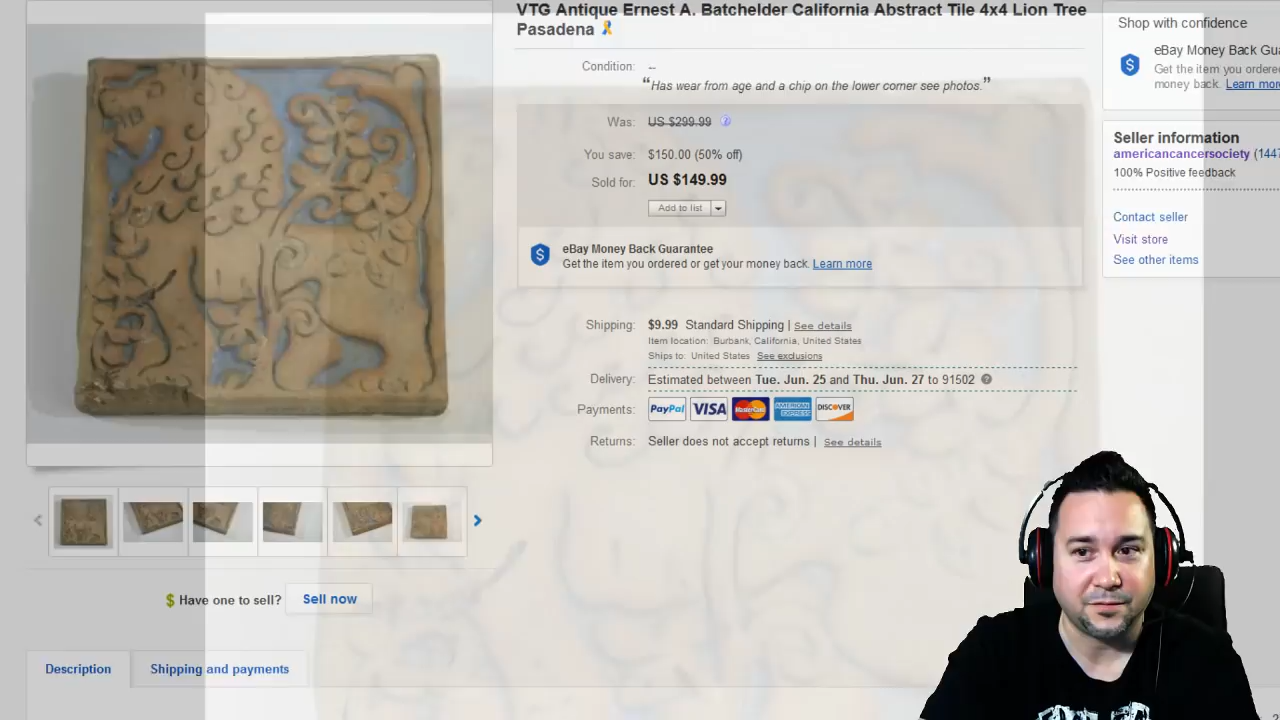 VTG Antique Ernest A. Batchelder California Abstract Tile 4x4 Lion Tree
Pasadena
Condition: --
“Has wear from age and a chip on the lower corner see photos.”
Was: US $299.99
You save: $150.00 (50% off)
Sold for: US $149.99
Add to list
eBay Money Back Guarantee
Get the item you ordered or get your money back. Learn more
Shipping: $9.99 Standard Shipping | See details
Item location: Burbank, California, United States
Ships to: United States See exclusions
Delivery: Estimated between Tue. Jun. 25 and Thu. Jun. 27 to 91502
Payments: PayPal VISA MasterCard AMERICAN EXPRESS DISCOVER
Returns: Seller does not accept returns | See details
Shop with confidence
eBay Money Back Gua
Get the item you ordere
money back. Learn mor
Seller information
americancancersociety (1447
100% Positive feedback
Contact seller
Visit store
See other items
$ Have one to sell? Sell now
Description Shipping and payments